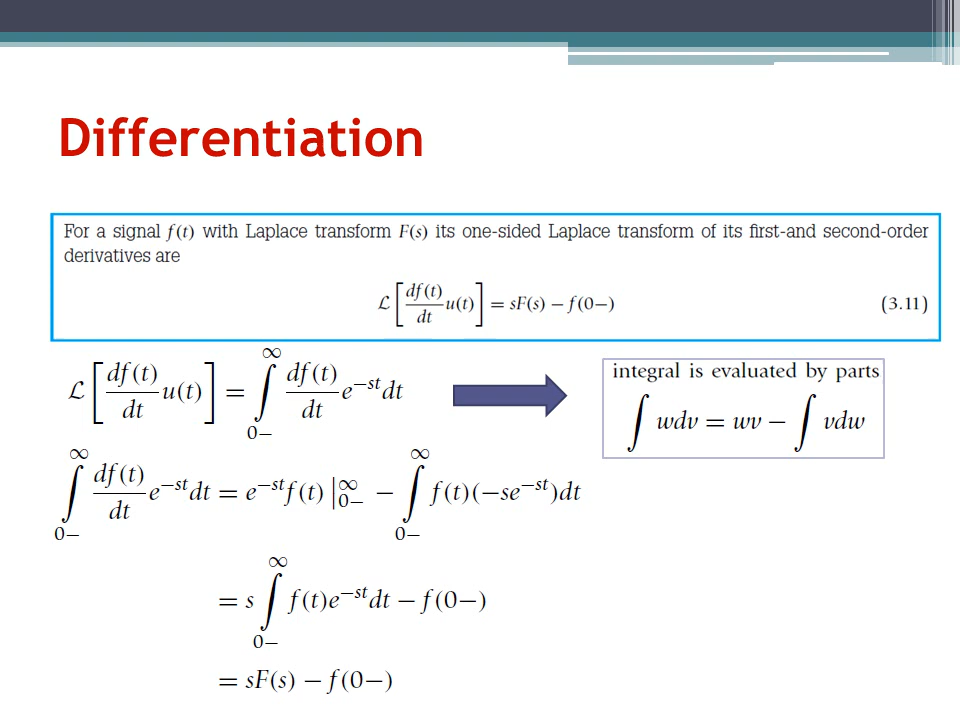 Differentiation
For a signal f(t) with Laplace transform F(s) its one-sided Laplace transform of its first-and second-order
derivatives are
ℒ[df(t)/dt u(t)] = sF(s) − f(0−) (3.11)
ℒ[df(t)/dt u(t)] = ∫_{0−}^{∞} df(t)/dt e^{−st}dt
integral is evaluated by parts
∫ wdv = wv − ∫ vdw
∫_{0−}^{∞} df(t)/dt e^{−st}dt = e^{−st}f(t) |_{0−}^{∞} − ∫_{0−}^{∞} f(t)(−se^{−st})dt
= s ∫_{0−}^{∞} f(t)e^{−st}dt − f(0−)
= sF(s) − f(0−)